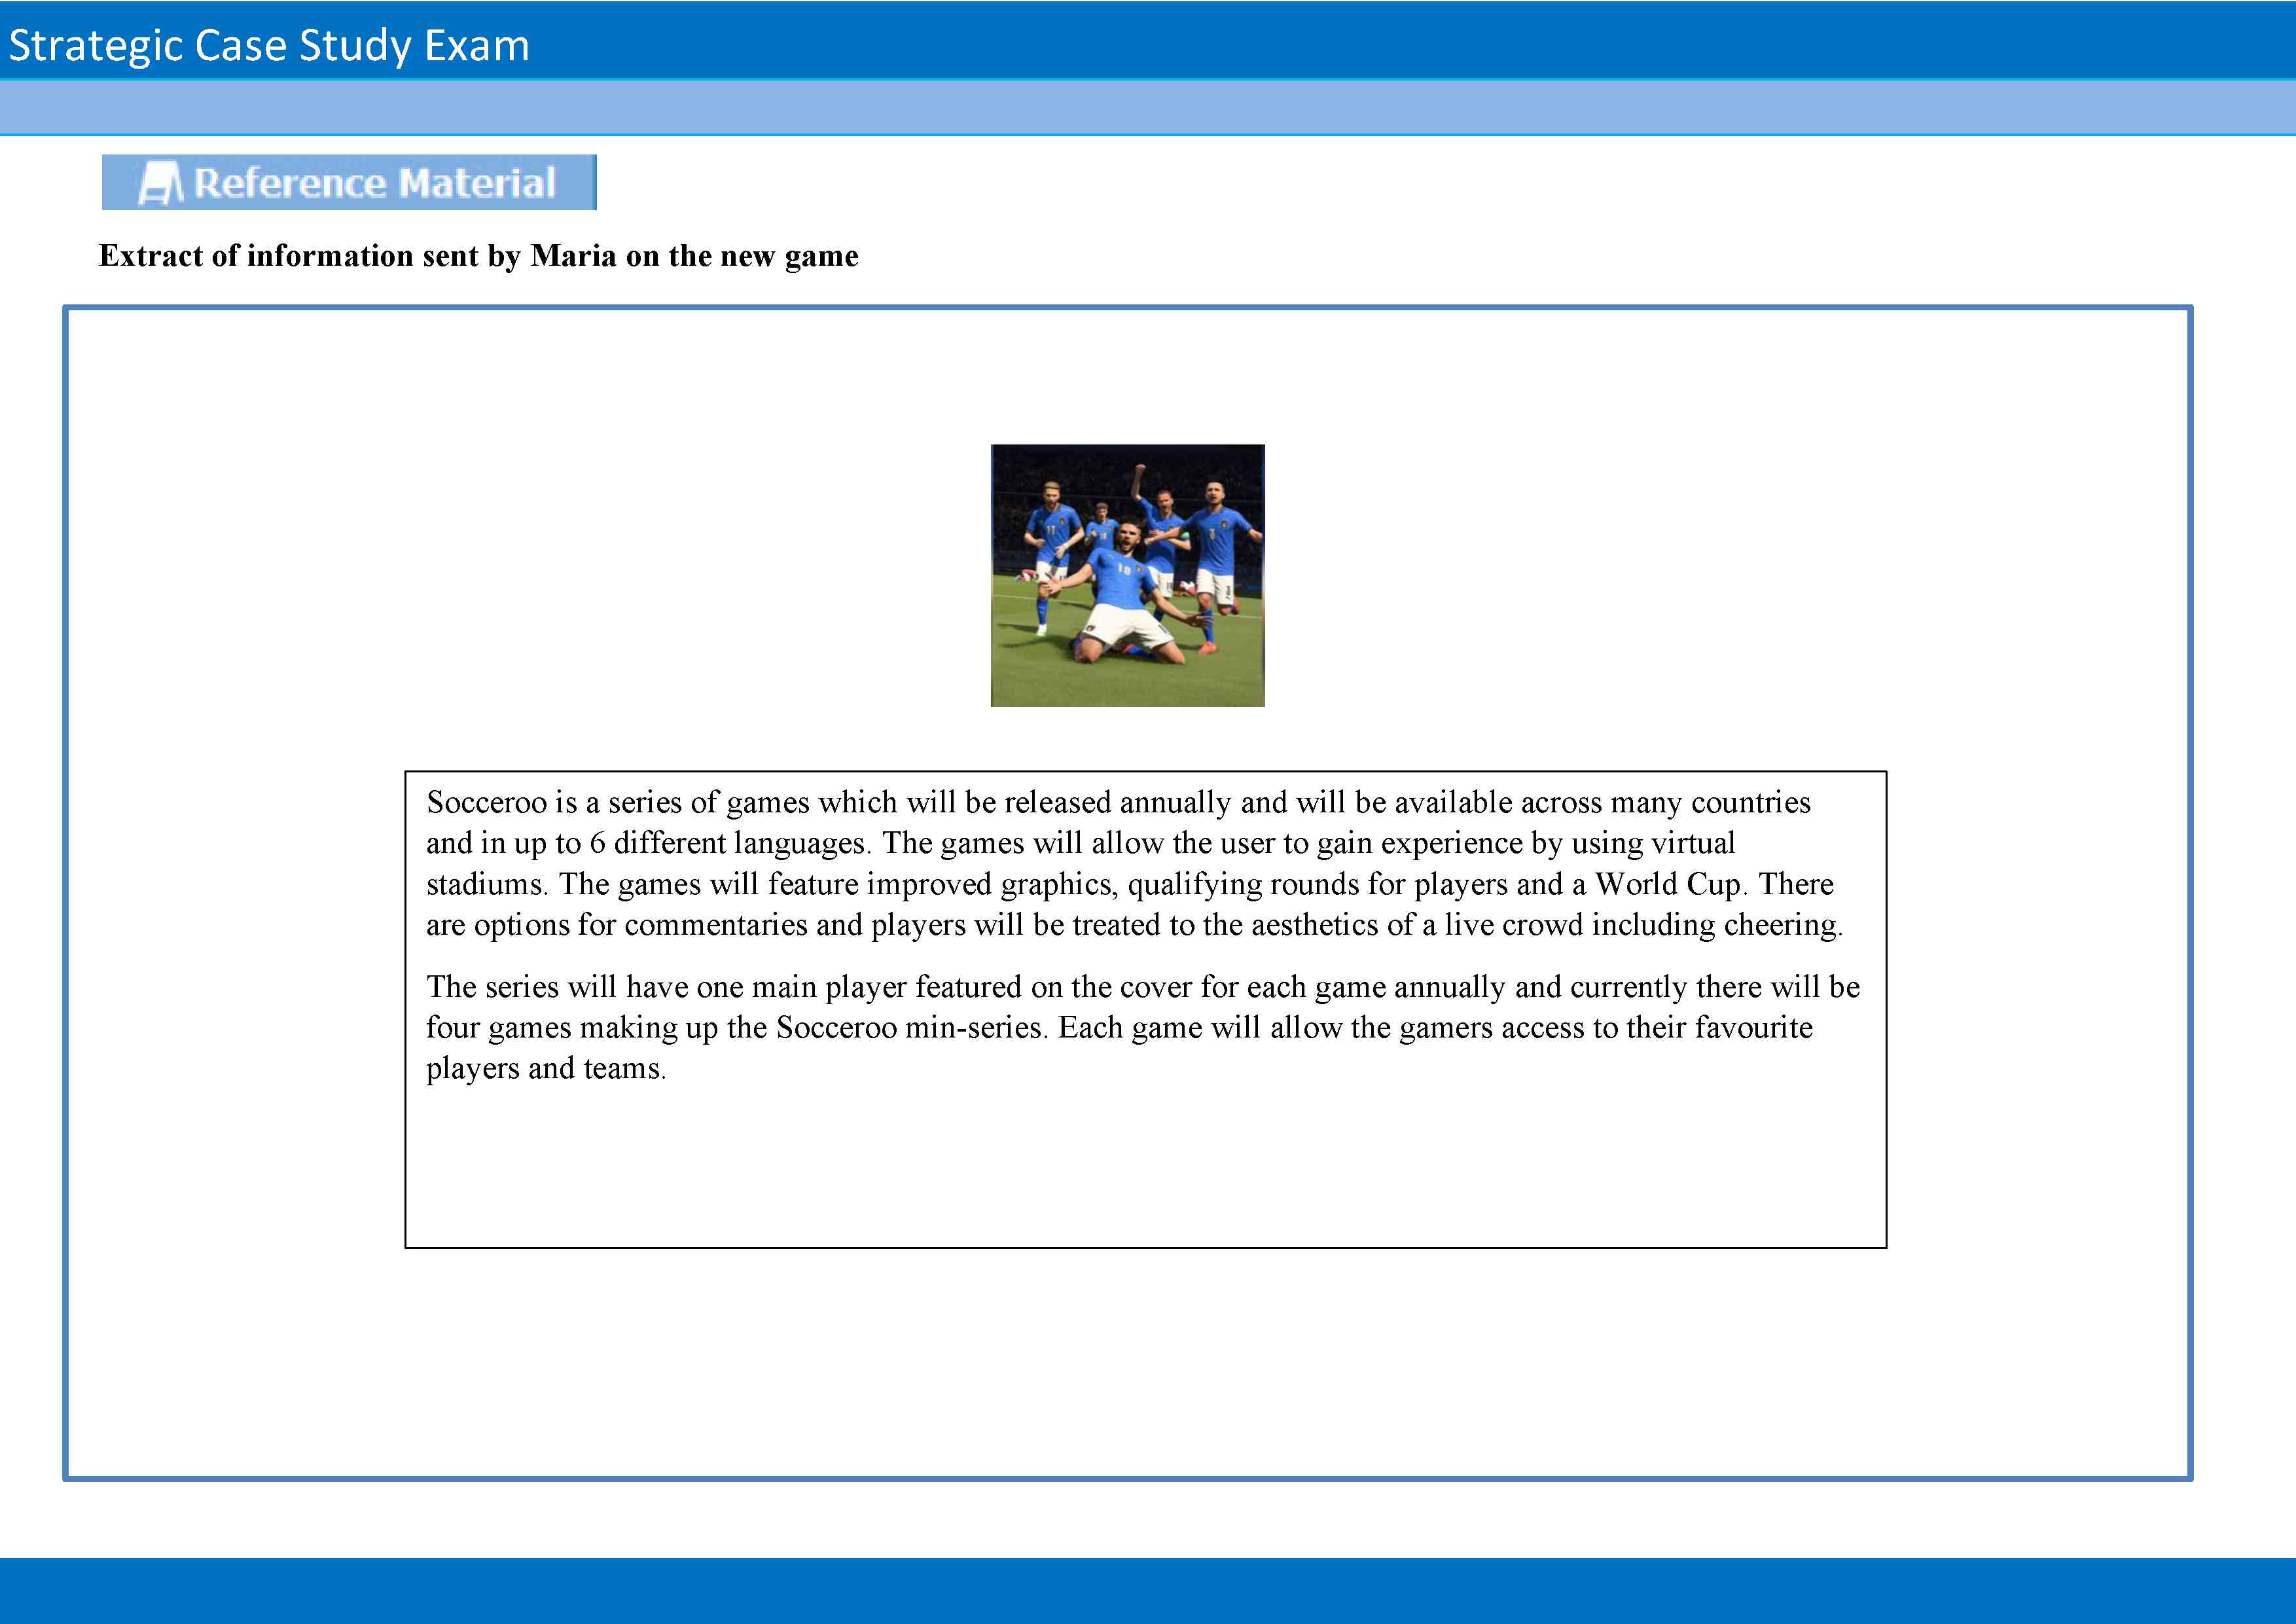 Strategic Case Study Exam
Reference Material
Extract of information sent by Maria on the new game
Socceroo is a series of games which will be released annually and will be available across many countries
and in up to 6 different languages. The games will allow the user to gain experience by using virtual
stadiums. The games will feature improved graphics, qualifying rounds for players and a World Cup. There
are options for commentaries and players will be treated to the aesthetics of a live crowd including cheering.
The series will have one main player featured on the cover for each game annually and currently there will be
four games making up the Socceroo min-series. Each game will allow the gamers access to their favourite
players and teams.